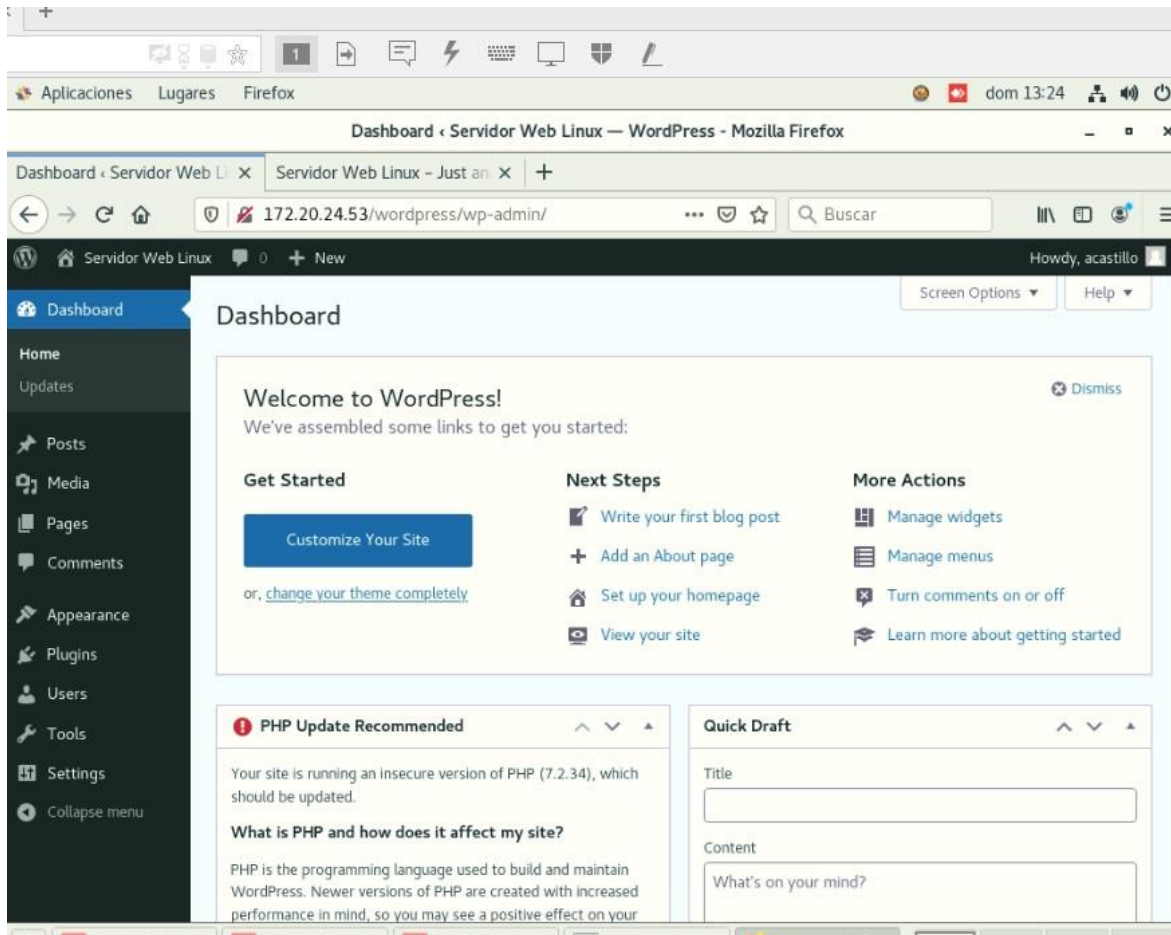 1
Aplicaciones Lugares Firefox dom 13:24
Dashboard ‹ Servidor Web Linux — WordPress - Mozilla Firefox
Dashboard ‹ Servidor Web Li Servidor Web Linux – Just an
172.20.24.53/wordpress/wp-admin/ Buscar
Servidor Web Linux 0 + New Howdy, acastillo
Screen Options Help
Dashboard
Dashboard
Home
Updates
Posts
Media
Pages
Comments
Appearance
Plugins
Users
Tools
Settings
Collapse menu
Welcome to WordPress!
Dismiss
We've assembled some links to get you started:
Get Started
Customize Your Site
or, change your theme completely
Next Steps
Write your first blog post
Add an About page
Set up your homepage
View your site
More Actions
Manage widgets
Manage menus
Turn comments on or off
Learn more about getting started
PHP Update Recommended
Your site is running an insecure version of PHP (7.2.34), which
should be updated.
What is PHP and how does it affect my site?
PHP is the programming language used to build and maintain
WordPress. Newer versions of PHP are created with increased
performance in mind, so you may see a positive effect on your
Quick Draft
Title
Content
What's on your mind?